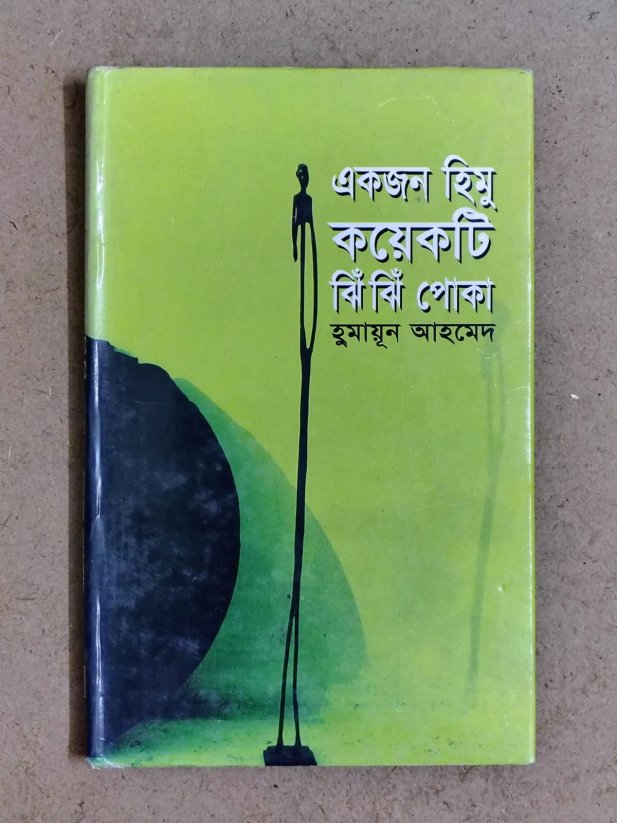 একজন হিমু
কয়েকটি
ঝিঁঝিঁ পোকা
হুমায়ূন আহমেদ